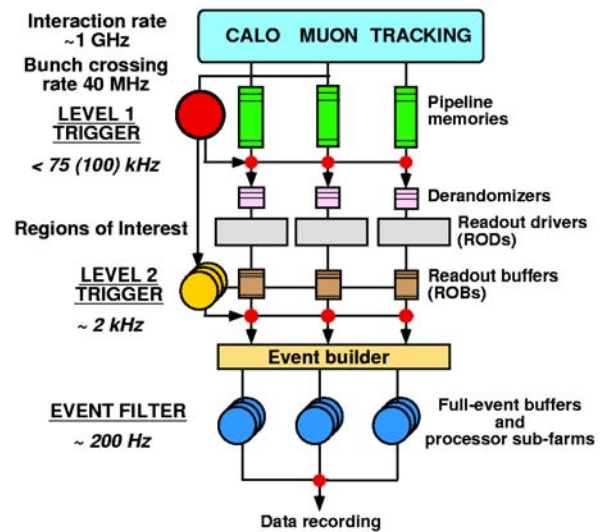 Interaction rate
~1 GHz
CALO MUON TRACKING
Bunch crossing
rate 40 MHz
LEVEL 1
TRIGGER
< 75 (100) kHz
Pipeline
memories
Derandomizers
Regions of Interest
Readout drivers
(RODs)
LEVEL 2
TRIGGER
~ 2 kHz
Readout buffers
(ROBs)
Event builder
EVENT FILTER
~ 200 Hz
Full-event buffers
and
processor sub-farms
Data recording